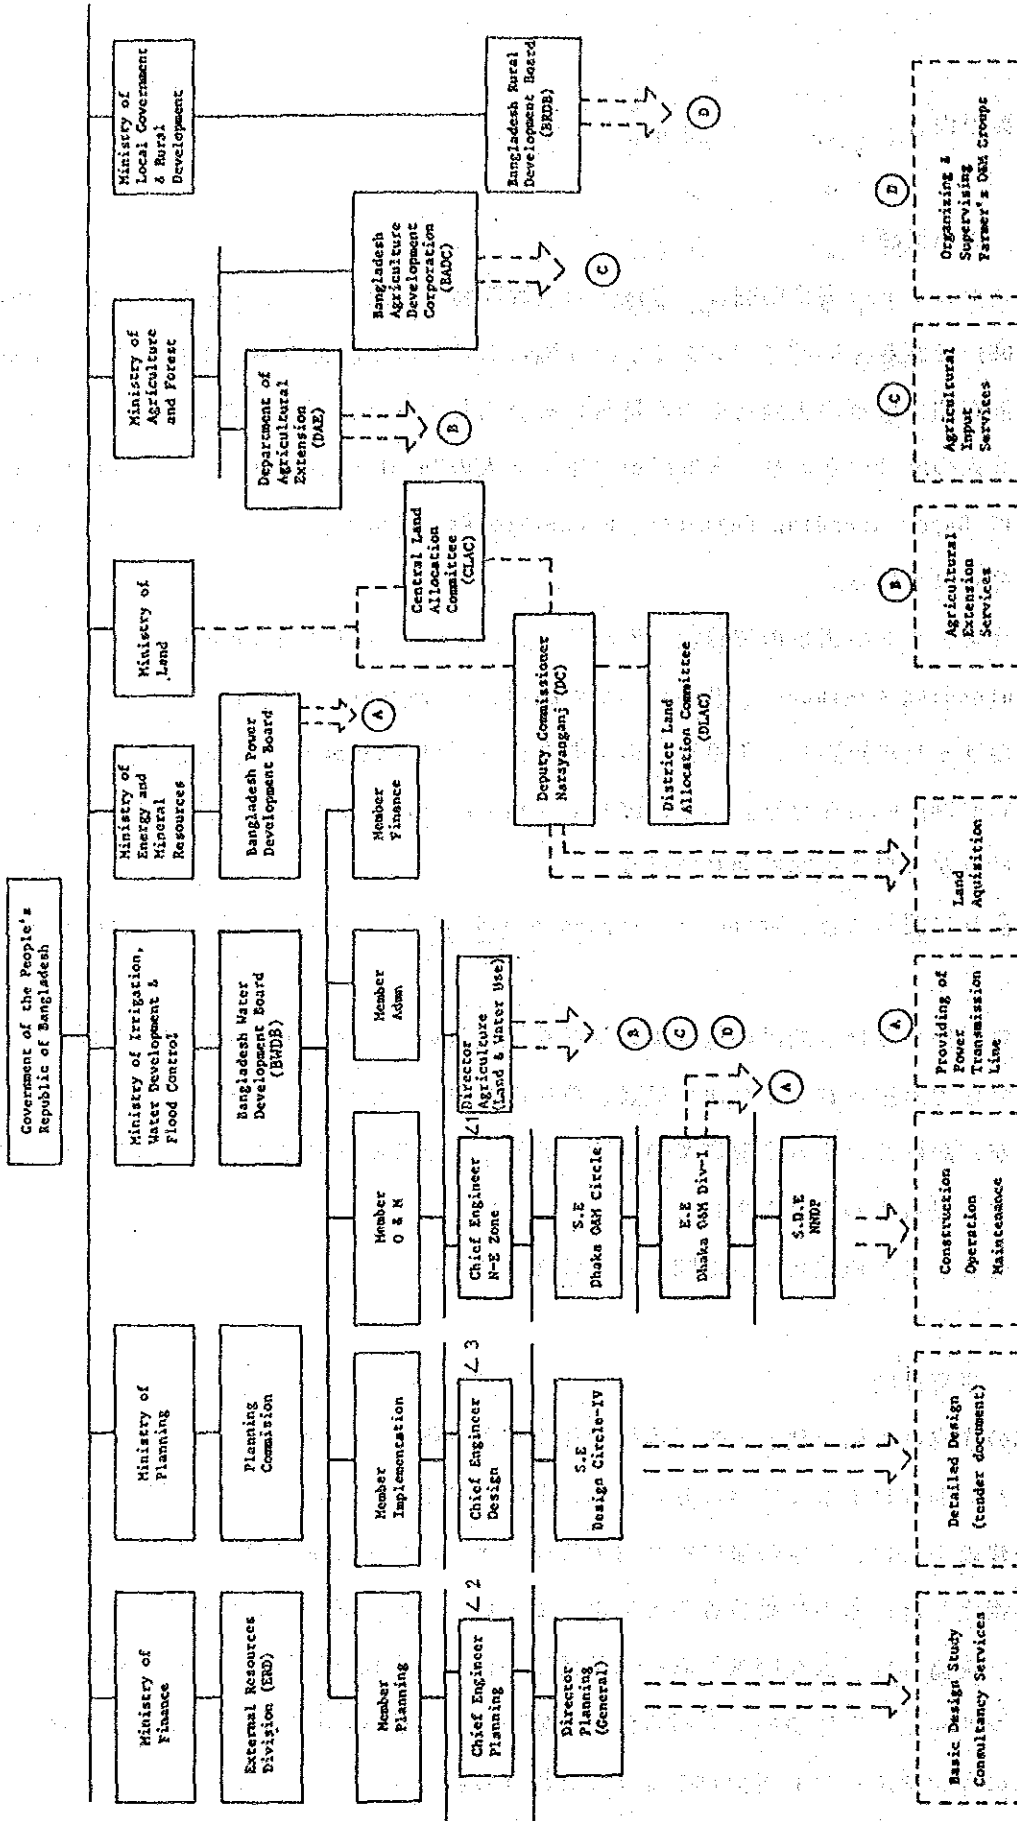 Government of the People's
Republic of Bangladesh
Ministry of
Finance
Ministry of
Planning
Ministry of Irrigation,
Water Development &
Flood Control
Ministry of
Energy and
Mineral
Resources
Ministry of
Land
Ministry of
Agriculture
and Forest
Ministry of
Local Government
& Rural
Development
External Resources
Division (ERD)
Planning
Commision
Bangladesh Water
Development Board
(BWDB)
Bangladesh Power
Development Board
A
Department of
Agricultural
Extension
(DAE)
B
Bangladesh
Agriculture
Development
Corporation
(BADC)
C
Bangladesh Rural
Development Board
(BRDB)
D
Member
Planning
Member
Implementation
Member
O & M
Member
Admn
Member
Finance
Central Land
Allocation
Committee
(CLAC)
Chief Engineer
Planning
∠ 2
Chief Engineer
Design
∠ 3
Chief Engineer
N-E Zone
∠1
Director
Agriculture
(Land & Water Use)
B
C
D
Deputy Commissioner
Narayanganj (DC)
District Land
Allocation Committee
(DLAC)
Director
Planning
(General)
S.E
Design Circle-IV
S.E
Dhaka O&M Circle
E.E
Dhaka O&M Div-I
A
S.D.E
NNDP
Basic Design Study
Consultancy Services
Detailed Design
(tender document)
Construction
Operation
Maintenance
A
Providing of
Power
Transmission
Line
Land
Aquisition
B
Agricultural
Extension
Services
C
Agricultural
Input
Services
D
Organizing &
Supervising
Farmer's O&M Groups